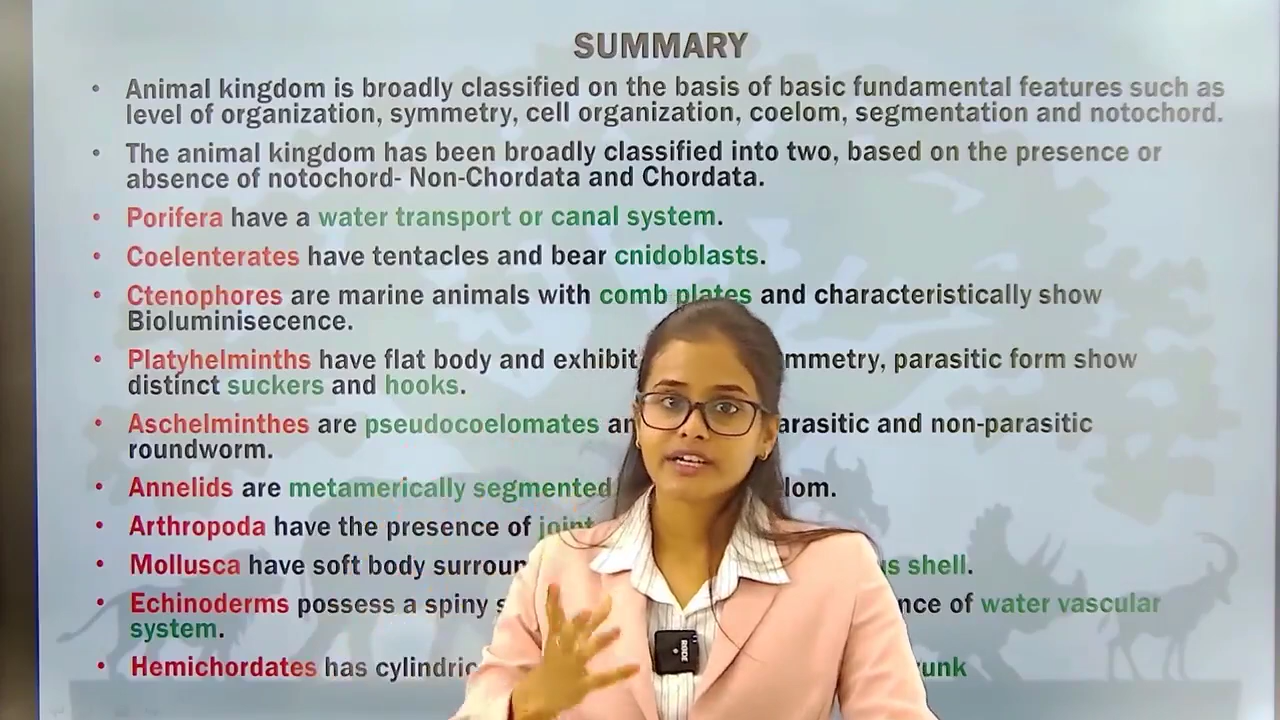 SUMMARY
• Animal kingdom is broadly classified on the basis of basic fundamental features such as
level of organization, symmetry, cell organization, coelom, segmentation and notochord.
• The animal kingdom has been broadly classified into two, based on the presence or
absence of notochord- Non-Chordata and Chordata.
• Porifera have a water transport or canal system.
• Coelenterates have tentacles and bear cnidoblasts.
• Ctenophores are marine animals with comb plates and characteristically show
Bioluminisecence.
• Platyhelminths have flat body and exhibit mmetry, parasitic form show
distinct suckers and hooks.
• Aschelminthes are pseudocoelomates an arasitic and non-parasitic
roundworm.
• Annelids are metamerically segmented lom.
• Arthropoda have the presence of joint
• Mollusca have soft body surroun s shell.
• Echinoderms possess a spiny s nce of water vascular
system.
• Hemichordates has cylindric unk
RODE